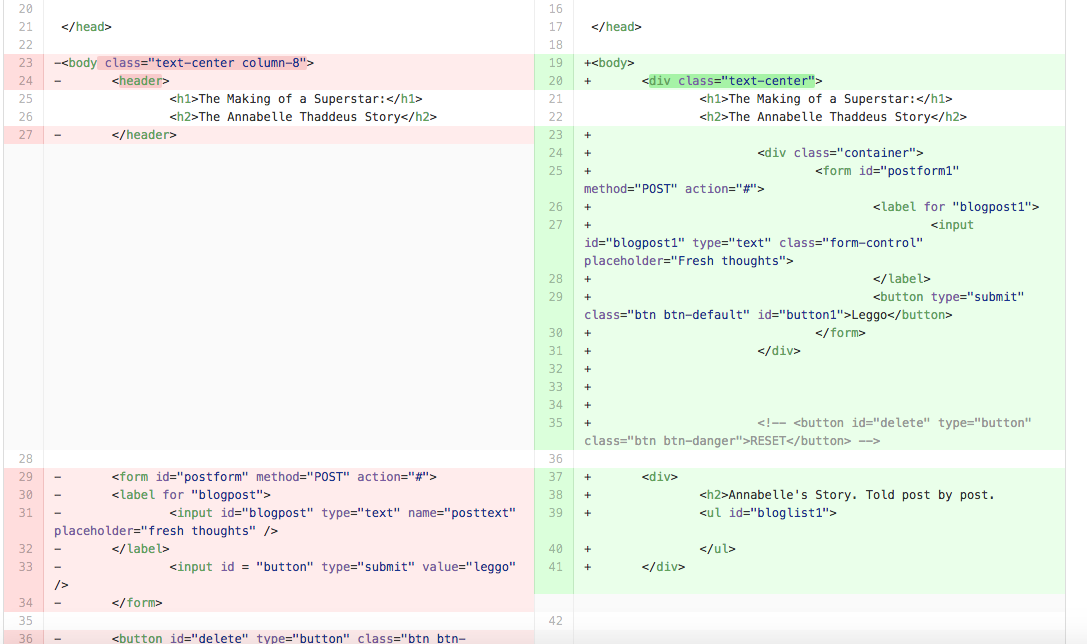 20
21 </head>
22
23 -<body class="text-center column-8">
24 - <header>
25 <h1>The Making of a Superstar:</h1>
26 <h2>The Annabelle Thaddeus Story</h2>
27 - </header>
28
29 - <form id="postform" method="POST" action="#">
30 - <label for "blogpost">
31 - <input id="blogpost" type="text" name="posttext"
placeholder="fresh thoughts" />
32 - </label>
33 - <input id = "button" type="submit" value="leggo"
/>
34 - </form>
35
36 - <button id="delete" type="button" class="btn btn-
16
17 </head>
18
19 +<body>
20 + <div class="text-center">
21 <h1>The Making of a Superstar:</h1>
22 <h2>The Annabelle Thaddeus Story</h2>
23 +
24 + <div class="container">
25 + <form id="postform1"
method="POST" action="#">
26 + <label for "blogpost1">
27 + <input
id="blogpost1" type="text" class="form-control"
placeholder="Fresh thoughts">
28 + </label>
29 + <button type="submit"
class="btn btn-default" id="button1">Leggo</button>
30 + </form>
31 + </div>
32 +
33 +
34 +
35 + <!-- <button id="delete" type="button"
class="btn btn-danger">RESET</button> -->
36
37 + <div>
38 + <h2>Annabelle's Story. Told post by post.
39 + <ul id="bloglist1">
40 + </ul>
41 + </div>
42